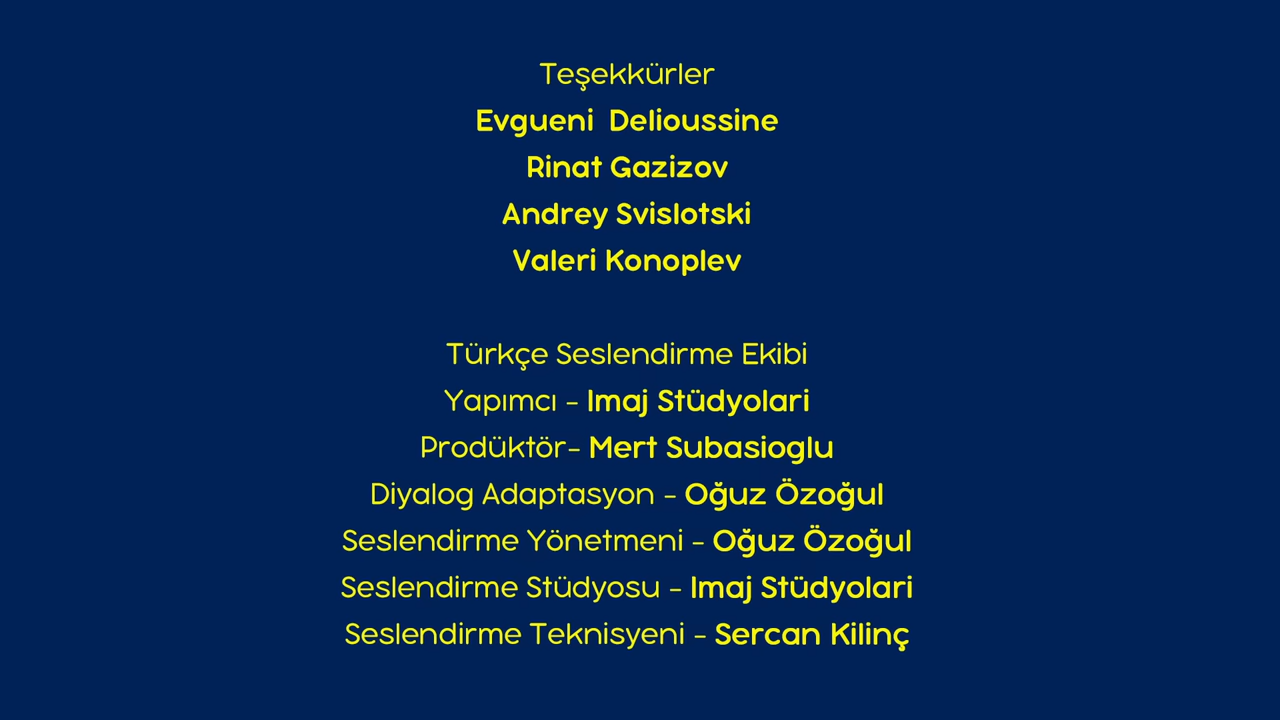 Teşekkürler
Evgueni Delioussine
Rinat Gazizov
Andrey Svislotski
Valeri Konoplev
Türkçe Seslendirme Ekibi
Yapımcı - Imaj Stüdyolari
Prodüktör- Mert Subasioglu
Diyalog Adaptasyon - Oğuz Özoğul
Seslendirme Yönetmeni - Oğuz Özoğul
Seslendirme Stüdyosu - Imaj Stüdyolari
Seslendirme Teknisyeni - Sercan Kilinç